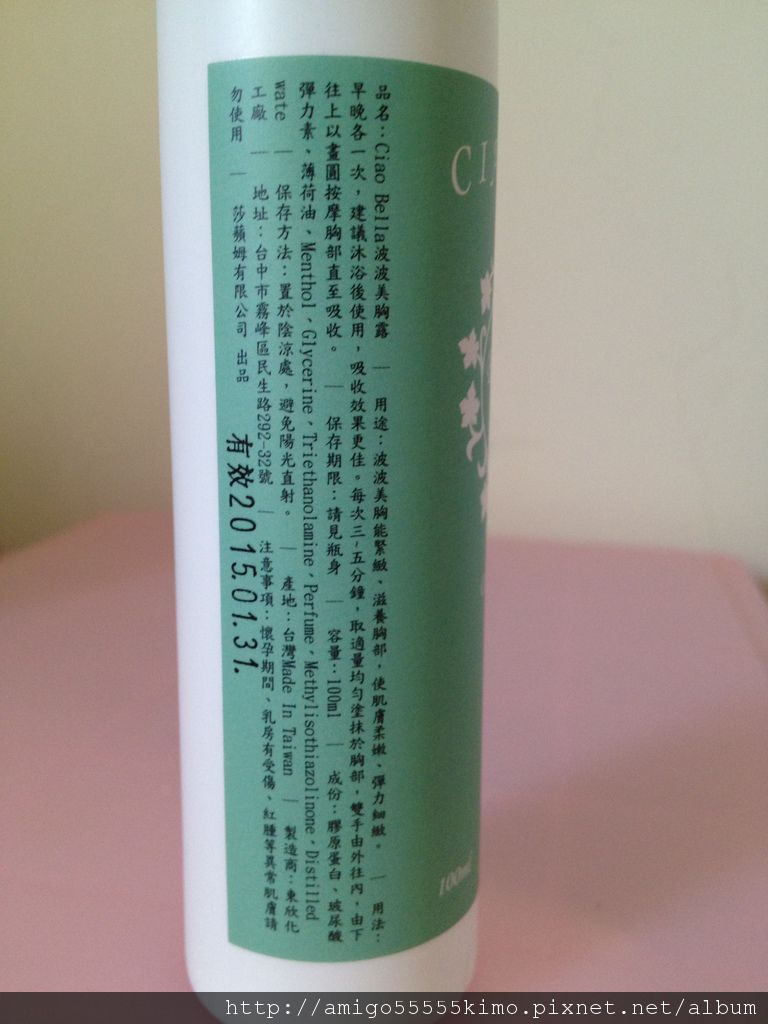 品名：Ciao Bella波波美胸露 ｜ 用途：波波美胸能緊緻、滋養胸部，使肌膚柔嫩、彈力細緻。 ｜ 用法：
早晚各一次，建議沐浴後使用，吸收效果更佳。每次三~五分鐘，取適量均勻塗抹於胸部，雙手由外往內，由下
往上以畫圓按摩胸部直至吸收。 ｜ 保存期限：請見瓶身 ｜ 容量：100ml ｜ 成份：膠原蛋白、玻尿酸
彈力素、薄荷油，Menthol，Glycerine，Triethanolamine，Perfume，Methylisothiazolinone，Distilled
wate ｜ 保存方法：置於陰涼處，避免陽光直射。 ｜ 產地：台灣Made In Taiwan ｜ 製造商：東欣化
工廠 ｜ 地址：台中市霧峰區民生路292-32號 ｜ 注意事項：懷孕期間、乳房有受傷、紅腫等異常肌膚請
勿使用 ｜ 莎蘋姆有限公司 出品
有效2015.01.31.
100ml
http://amigo55555kimo.pixnet.net/album